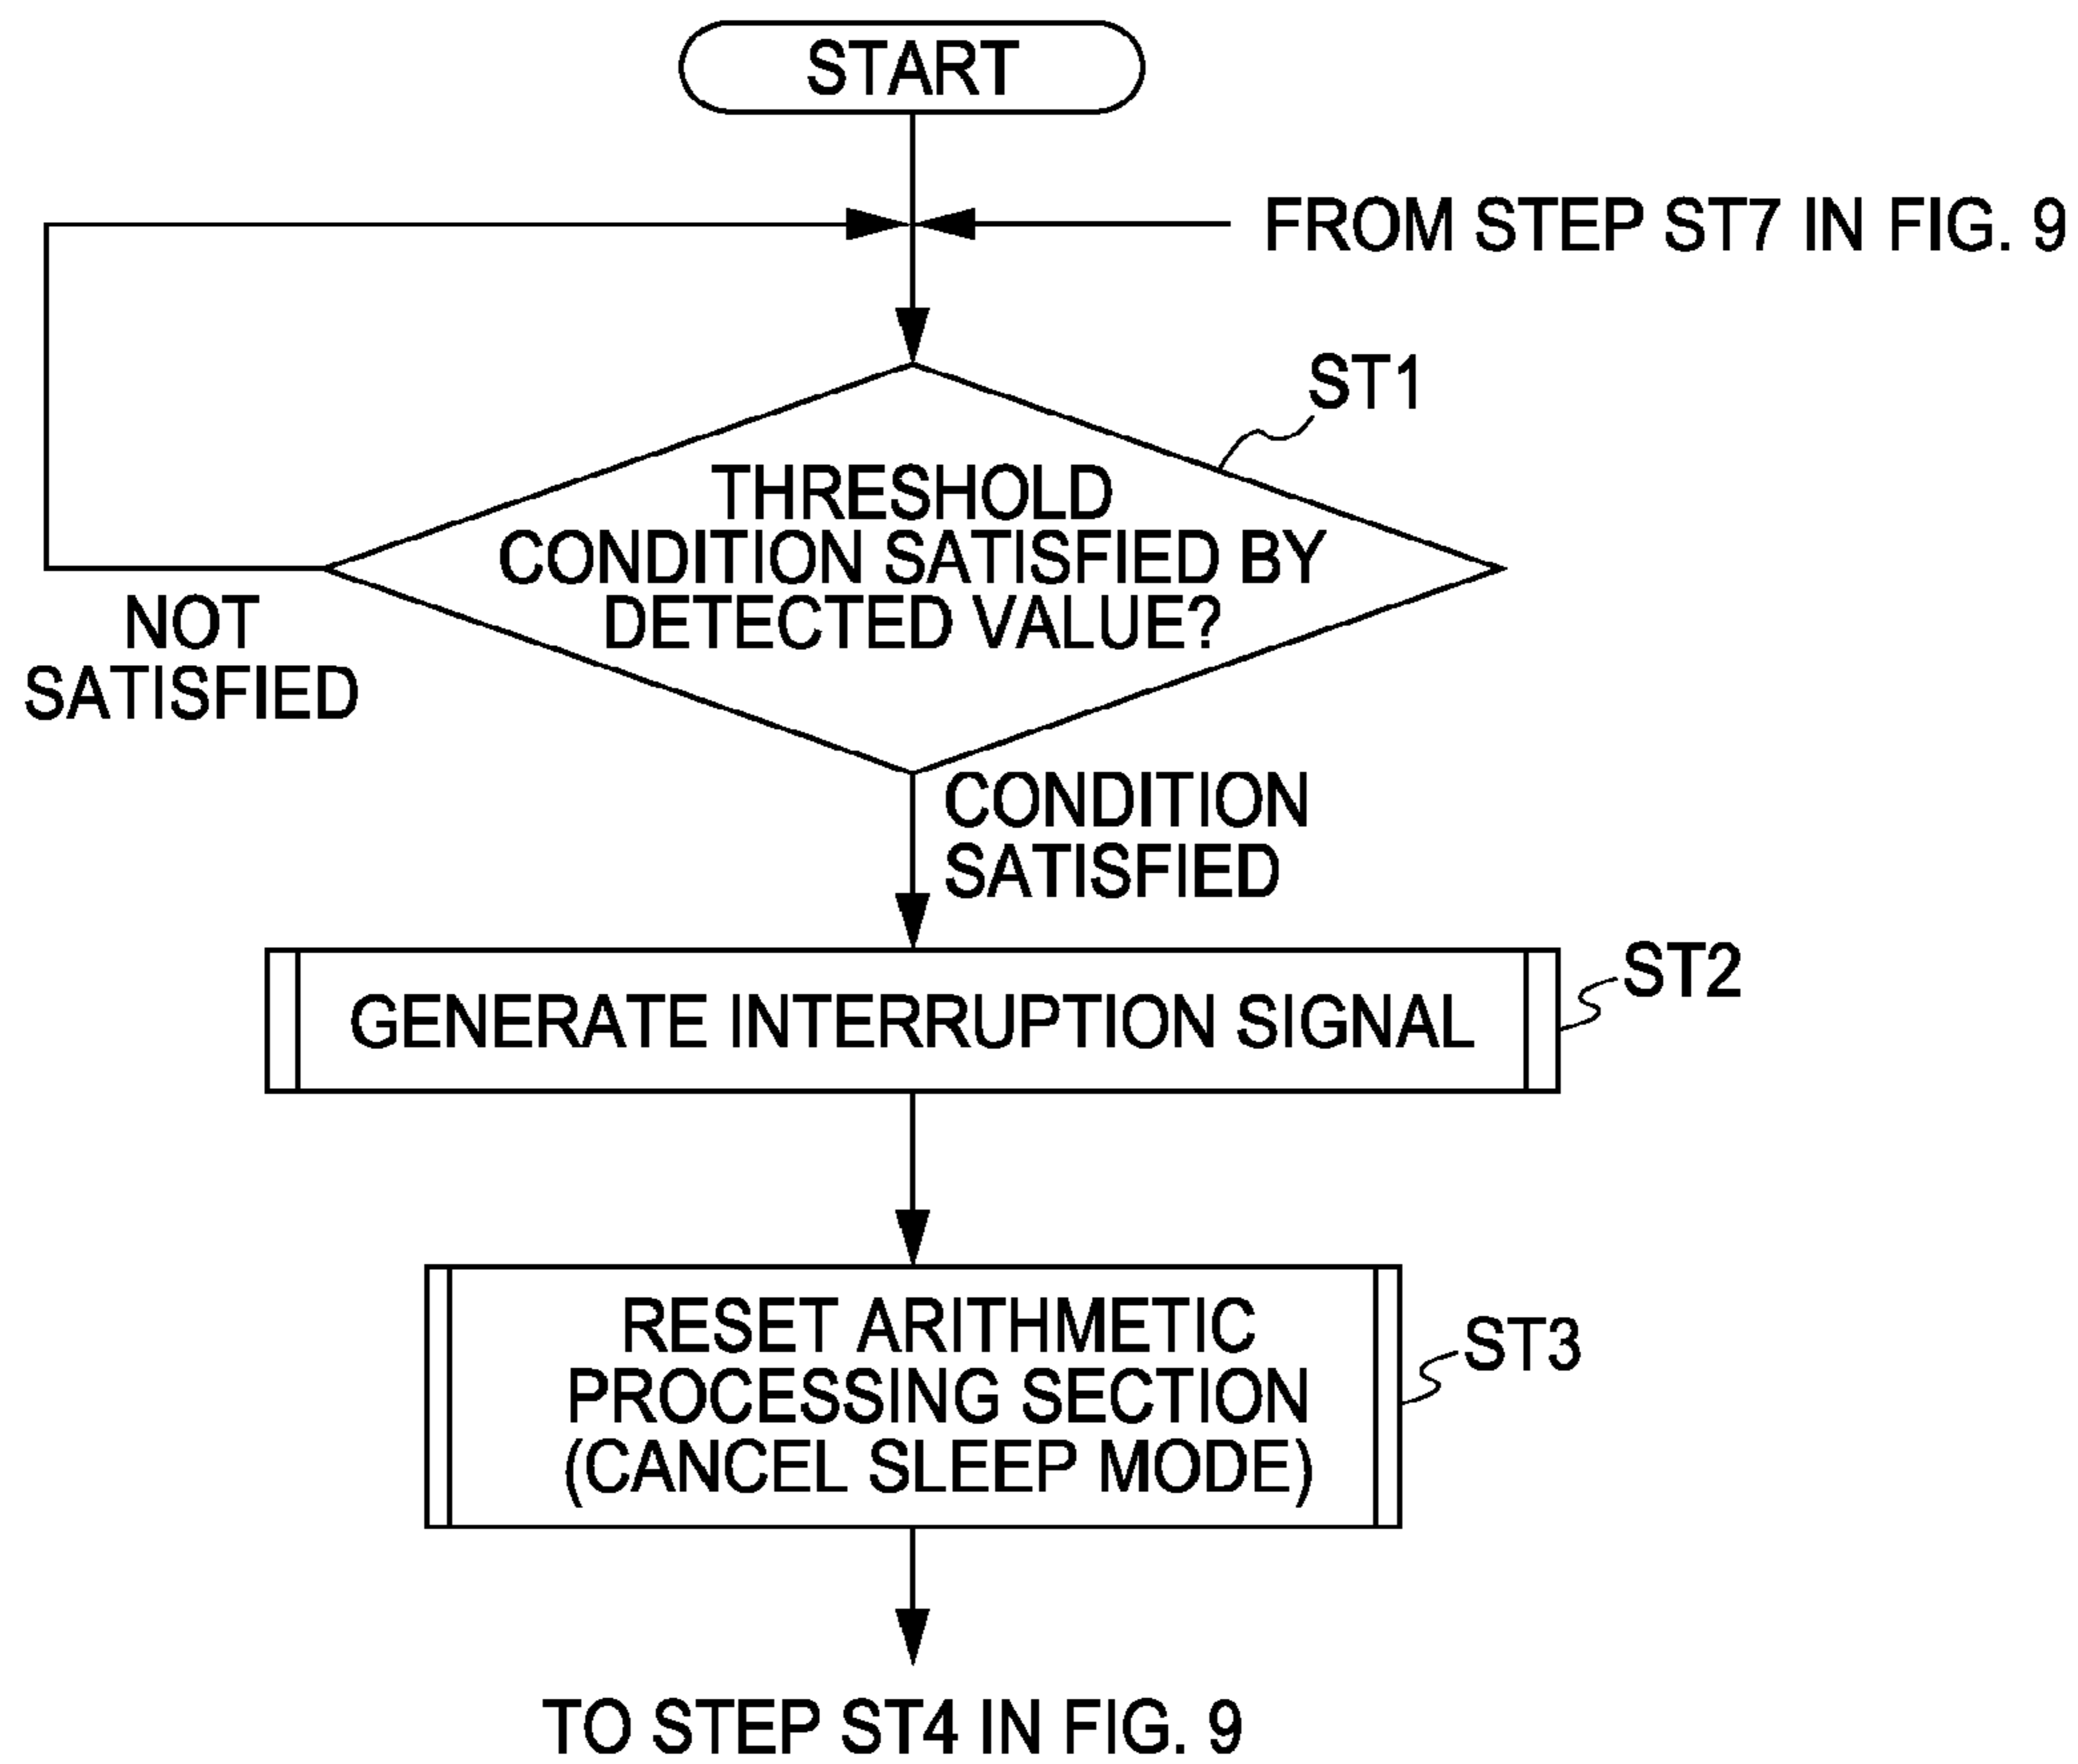 START
FROM STEP ST7 IN FIG. 9
ST1
THRESHOLD
CONDITION SATISFIED BY
DETECTED VALUE?
NOT
SATISFIED
CONDITION
SATISFIED
GENERATE INTERRUPTION SIGNAL
ST2
RESET ARITHMETIC
PROCESSING SECTION
(CANCEL SLEEP MODE)
ST3
TO STEP ST4 IN FIG. 9